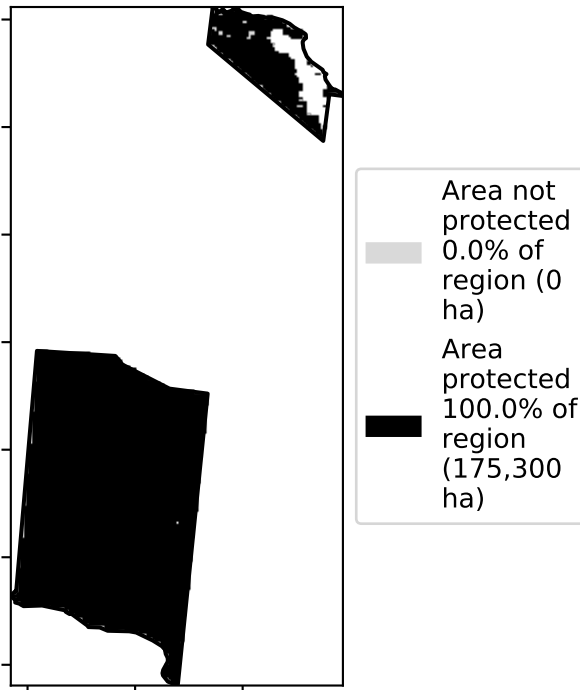 Area not
protected
0.0% of
region (0
ha)
Area
protected
100.0% of
region
(175,300
ha)